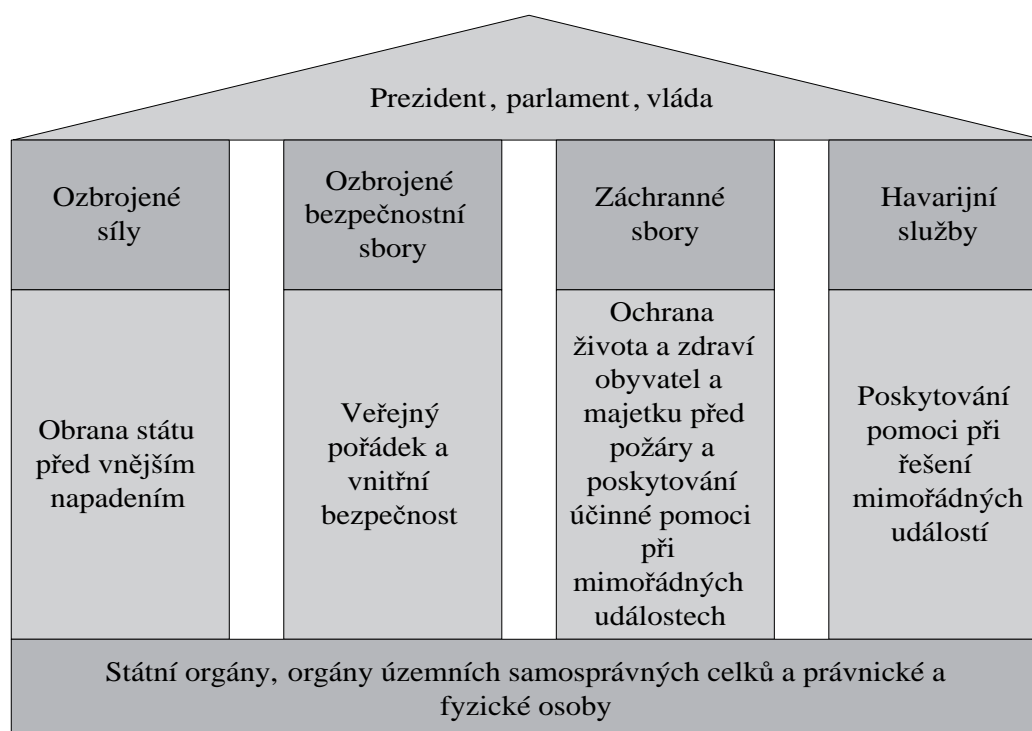 Prezident, parlament, vláda
Ozbrojené
síly
Ozbrojené
bezpečnostní
sbory
Záchranné
sbory
Havarijní
služby
Obrana státu
před vnějším
napadením
Veřejný
pořádek a
vnitřní
bezpečnost
Ochrana
života a zdraví
obyvatel a
majetku před
požáry a
poskytování
účinné pomoci
při
mimořádných
událostech
Poskytování
pomoci při
řešení
mimořádných
událostí
Státní orgány, orgány územních samosprávných celků a právnické a
fyzické osoby